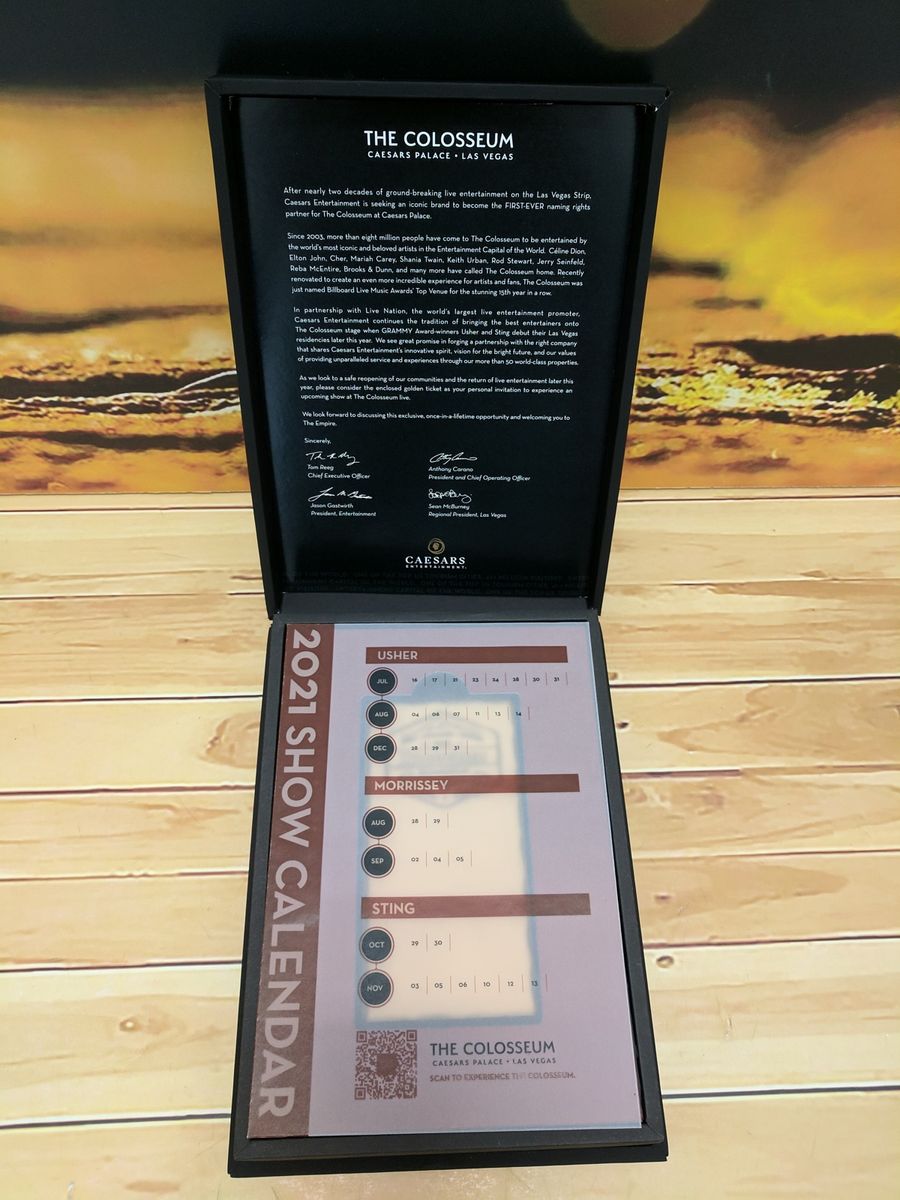 THE COLOSSEUM
CAESARS PALACE • LAS VEGAS
After nearly two decades of ground-breaking live entertainment on the Las Vegas Strip,
Caesars Entertainment is seeking an iconic brand to become the FIRST-EVER naming rights
partner for The Colosseum at Caesars Palace.
Since 2003, more than eight million people have come to The Colosseum to be entertained by
the world's most iconic and beloved artists in the Entertainment Capital of the World. Céline Dion,
Elton John, Cher, Mariah Carey, Shania Twain, Keith Urban, Rod Stewart, Jerry Seinfeld,
Reba McEntire, Brooks & Dunn, and many more have called The Colosseum home. Recently
renovated to create an even more incredible experience for artists and fans, The Colosseum was
just named Billboard Live Music Awards' Top Venue for the stunning 15th year in a row.
In partnership with Live Nation, the world's largest live entertainment promoter,
Caesars Entertainment continues the tradition of bringing the best entertainers onto
The Colosseum stage when GRAMMY Award-winners Usher and Sting debut their Las Vegas
residencies later this year. We see great promise in forging a partnership with the right company
that shares Caesars Entertainment's innovative spirit, vision for the bright future, and our values
of providing unparalleled service and experiences through our more than 50 world-class properties.
As we look to a safe reopening of our communities and the return of live entertainment later this
year, please consider the enclosed golden ticket as your personal invitation to experience an
upcoming show at The Colosseum live.
We look forward to discussing this exclusive, once-in-a-lifetime opportunity and welcoming you to
The Empire.
Sincerely,
Tom Reeg
Chief Executive Officer
Anthony Carano
President and Chief Operating Officer
Jason Gastwirth
President, Entertainment
Sean McBurney
Regional President, Las Vegas
CAESARS
ENTERTAINMENT.
2021 SHOW CALENDAR
USHER
JUL 16 17 21 23 24 28 30 31
AUG 04 06 07 11 13 14
DEC 28 29 31
MORRISSEY
AUG 28 29
SEP 02 04 05
STING
OCT 29 30
NOV 03 05 06 10 12 13
THE COLOSSEUM
CAESARS PALACE • LAS VEGAS
SCAN TO EXPERIENCE THE COLOSSEUM.